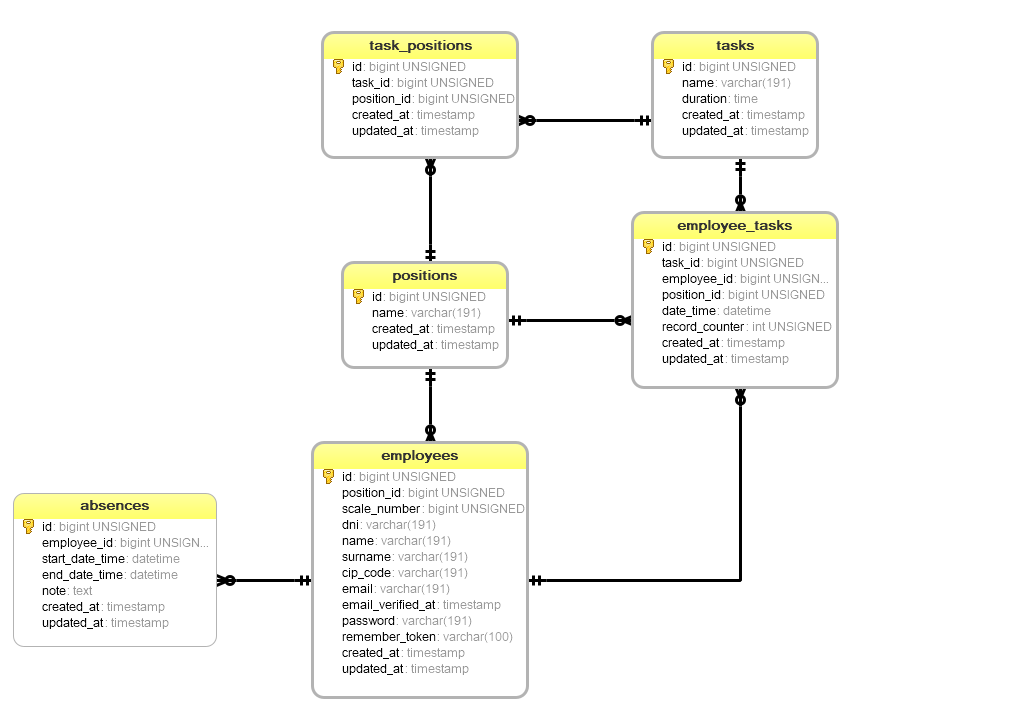 task_positions
id: bigint UNSIGNED
task_id: bigint UNSIGNED
position_id: bigint UNSIGNED
created_at: timestamp
updated_at: timestamp
tasks
id: bigint UNSIGNED
name: varchar(191)
duration: time
created_at: timestamp
updated_at: timestamp
employee_tasks
id: bigint UNSIGNED
task_id: bigint UNSIGNED
employee_id: bigint UNSIGN...
position_id: bigint UNSIGNED
date_time: datetime
record_counter: int UNSIGNED
created_at: timestamp
updated_at: timestamp
positions
id: bigint UNSIGNED
name: varchar(191)
created_at: timestamp
updated_at: timestamp
employees
id: bigint UNSIGNED
position_id: bigint UNSIGNED
scale_number: bigint UNSIGNED
dni: varchar(191)
name: varchar(191)
surname: varchar(191)
cip_code: varchar(191)
email: varchar(191)
email_verified_at: timestamp
password: varchar(191)
remember_token: varchar(100)
created_at: timestamp
updated_at: timestamp
absences
id: bigint UNSIGNED
employee_id: bigint UNSIGN...
start_date_time: datetime
end_date_time: datetime
note: text
created_at: timestamp
updated_at: timestamp